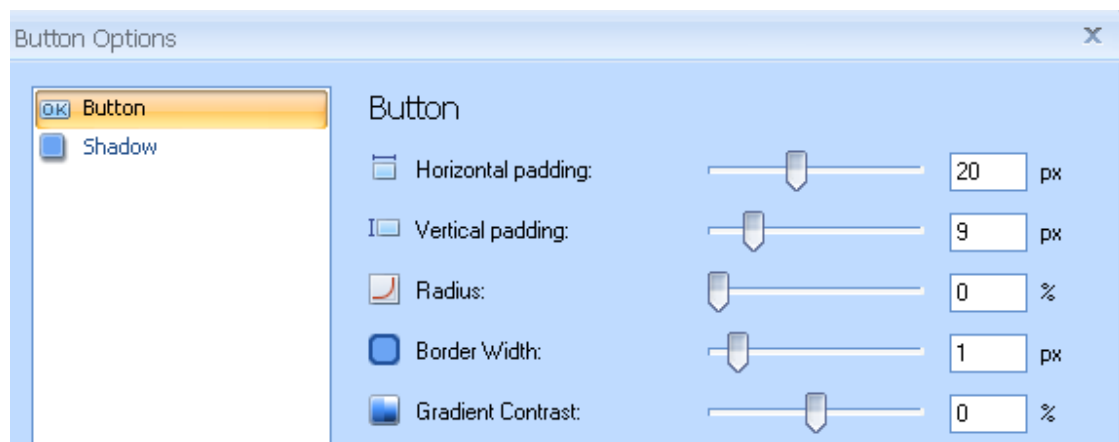 Button Options
x
OK Button
Shadow
Button
Horizontal padding: 20 px
Vertical padding: 9 px
Radius: 0 %
Border Width: 1 px
Gradient Contrast: 0 %